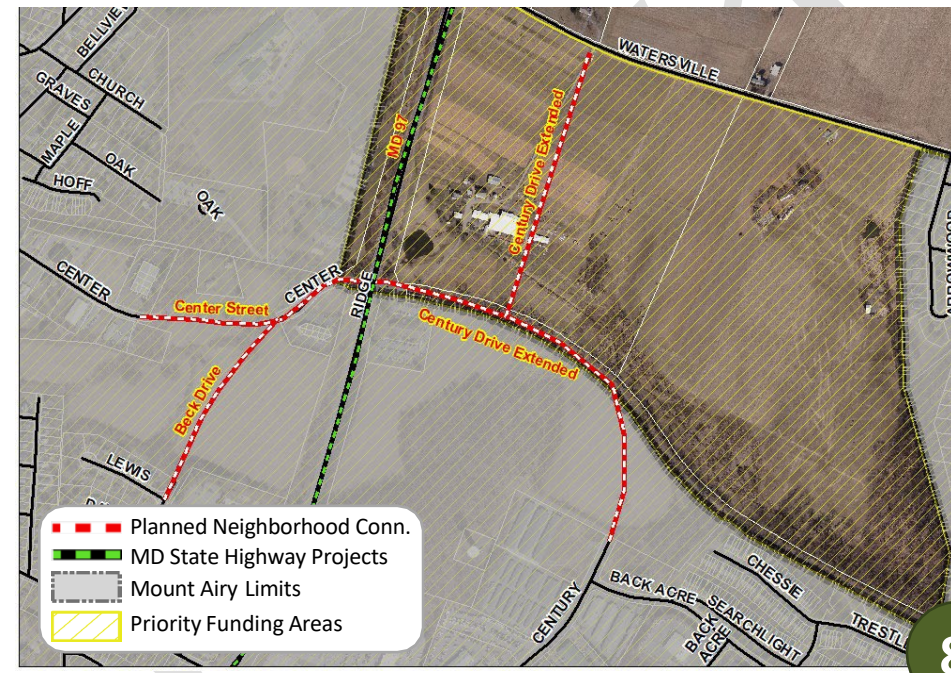 BELLVIEW
CHURCH
GRAVES
MAPLE
OAK
HOFF
OAK
WATERSVILLE
MD 97
Century Drive Extended
CENTER
CENTER
RIDGE
Center Street
Century Drive Extended
Beck Drive
LEWIS
CENTURY
BACK ACRE
BACK
ACRE
SEARCHLIGHT
CHESSIE
TRESTL
Planned Neighborhood Conn.
MD State Highway Projects
Mount Airy Limits
Priority Funding Areas
8